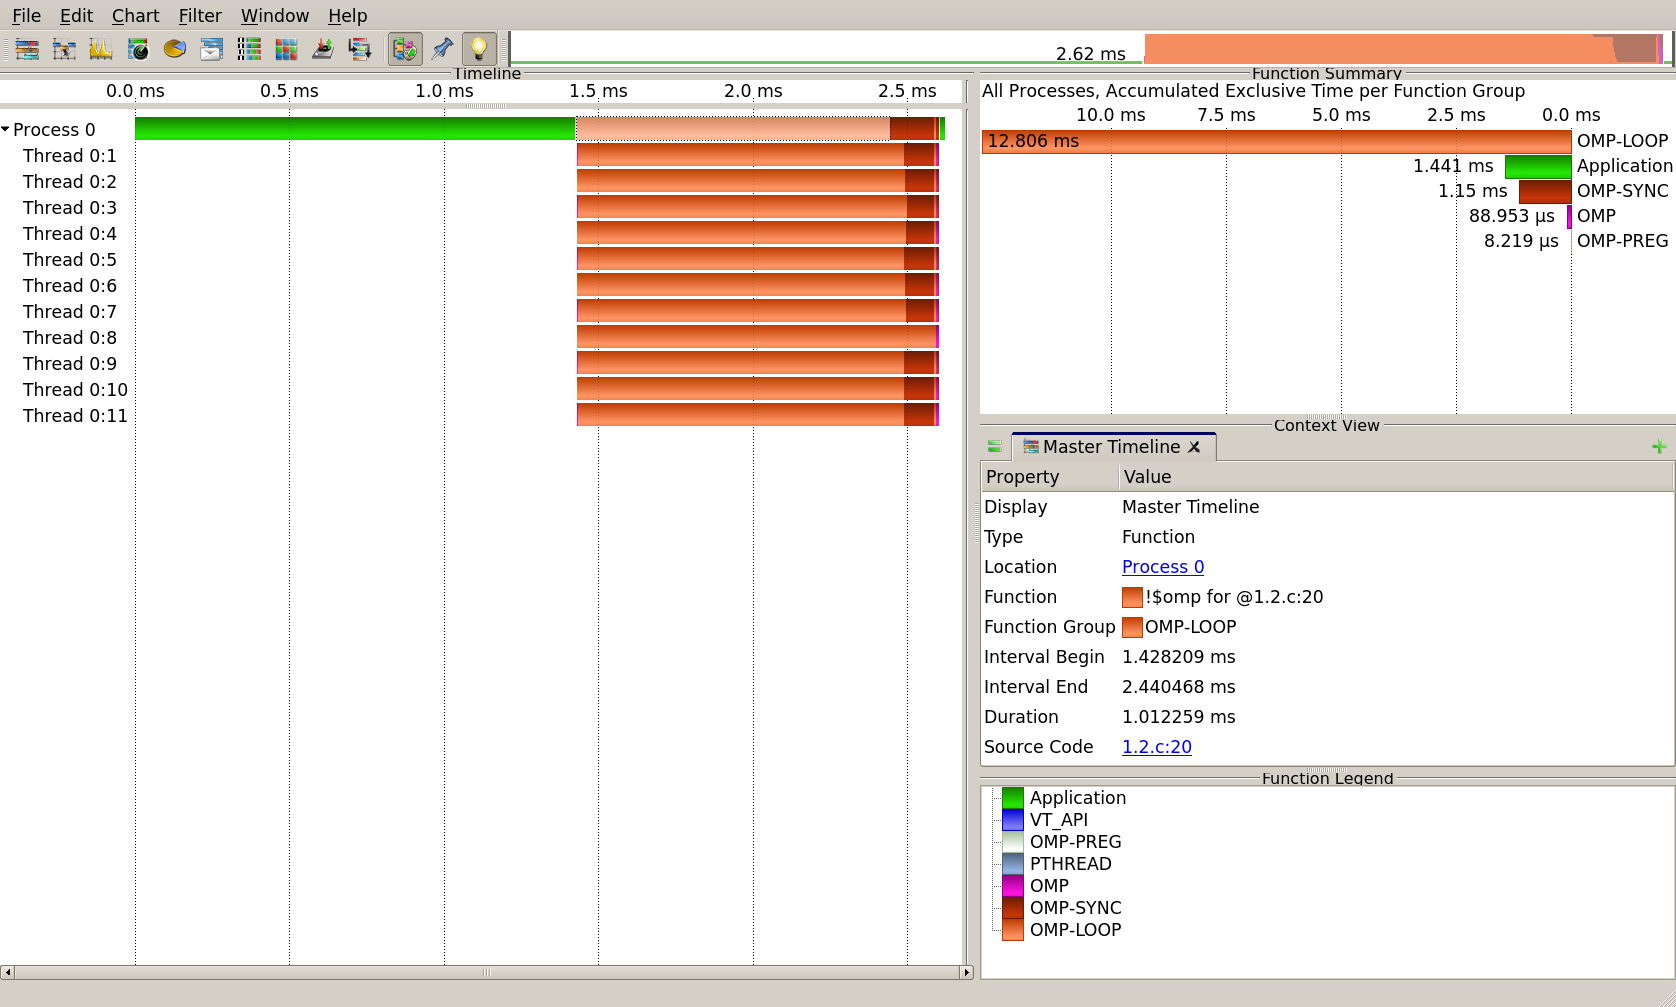 File Edit Chart Filter Window Help
2.62 ms
Timeline
0.0 ms 0.5 ms 1.0 ms 1.5 ms 2.0 ms 2.5 ms
Process 0
Thread 0:1
Thread 0:2
Thread 0:3
Thread 0:4
Thread 0:5
Thread 0:6
Thread 0:7
Thread 0:8
Thread 0:9
Thread 0:10
Thread 0:11
Function Summary
All Processes, Accumulated Exclusive Time per Function Group
10.0 ms 7.5 ms 5.0 ms 2.5 ms 0.0 ms
12.806 ms OMP-LOOP
1.441 ms Application
1.15 ms OMP-SYNC
88.953 µs OMP
8.219 µs OMP-PREG
Context View
Master Timeline
Property Value
Display Master Timeline
Type Function
Location Process 0
Function !$omp for @1.2.c:20
Function Group OMP-LOOP
Interval Begin 1.428209 ms
Interval End 2.440468 ms
Duration 1.012259 ms
Source Code 1.2.c:20
Function Legend
Application
VT_API
OMP-PREG
PTHREAD
OMP
OMP-SYNC
OMP-LOOP